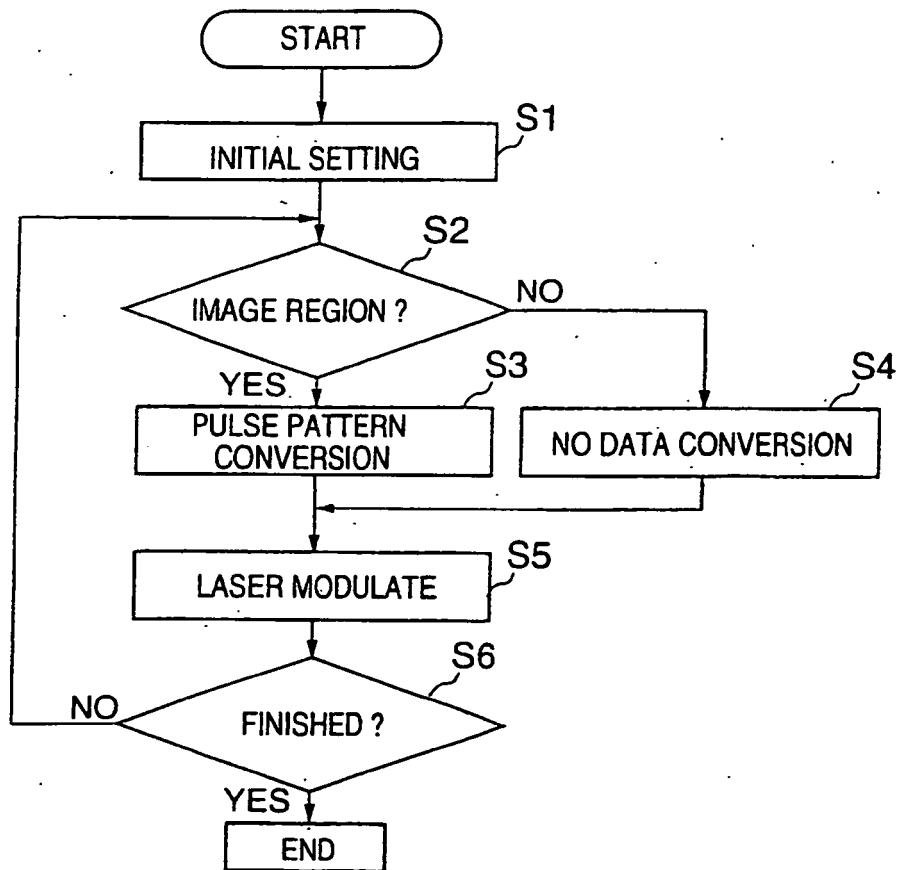 START
S1
INITIAL SETTING
S2
IMAGE REGION ?
NO
YES
S3
S4
PULSE PATTERN
CONVERSION
NO DATA CONVERSION
S5
LASER MODULATE
S6
NO
FINISHED ?
YES
END